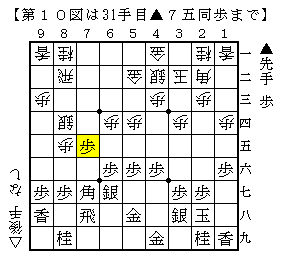 【第１０図は31手目▲７五同歩まで】
９ ８ ７ ６ ５ ４ ３ ２ １
香 桂 金 桂 香 一
飛 金 銀 玉 角 二
歩 歩 歩 三
銀 歩 歩 歩 歩 四
歩 歩 五
歩 歩 歩 歩 六
歩 歩 角 銀 歩 歩 七
香 飛 金 銀 玉 八
桂 金 桂 香 九
▲先手 歩
△後手 なし